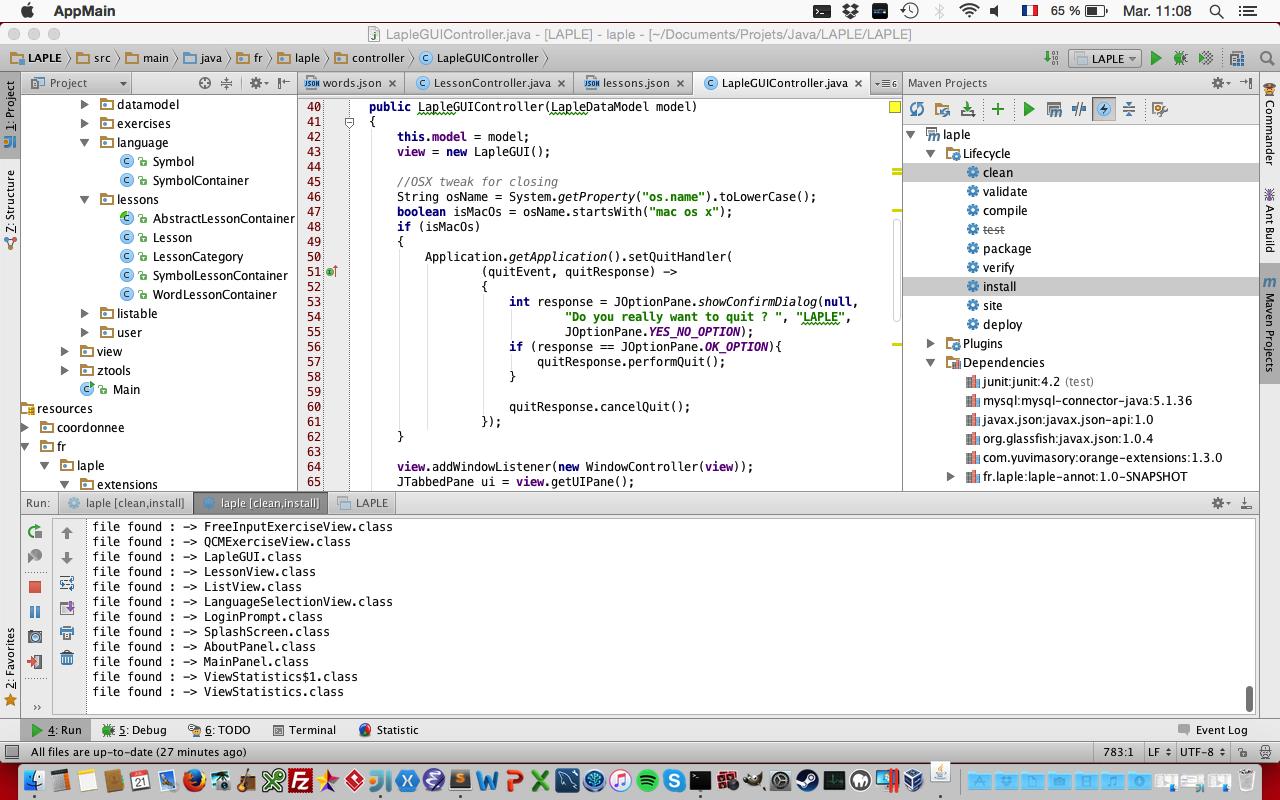 AppMain
65 %
Mar. 11:08
LapleGUIController.java - [LAPLE] - laple - [~/Documents/Projets/Java/LAPLE/LAPLE]
LAPLE
src
main
java
fr
laple
controller
LapleGUIController
LAPLE
Project
words.json
LessonController.java
lessons.json
LapleGUIController.java
6
Maven Projects
1: Project
Z: Structure
2: Favorites
datamodel
exercises
language
Symbol
SymbolContainer
lessons
AbstractLessonContainer
Lesson
LessonCategory
SymbolLessonContainer
WordLessonContainer
listable
user
view
ztools
Main
resources
coordonnee
fr
laple
extensions
40 public LapleGUIController(LapleDataModel model)
41 {
42 this.model = model;
43 view = new LapleGUI();
44
45 //OSX tweak for closing
46 String osName = System.getProperty("os.name").toLowerCase();
47 boolean isMacOs = osName.startsWith("mac os x");
48 if (isMacOs)
49 {
50 Application.getApplication().setQuitHandler(
51 (quitEvent, quitResponse) ->
52 {
53 int response = JOptionPane.showConfirmDialog(null,
54 "Do you really want to quit ? ", "LAPLE",
55 JOptionPane.YES_NO_OPTION);
56 if (response == JOptionPane.OK_OPTION){
57 quitResponse.performQuit();
58 }
59
60 quitResponse.cancelQuit();
61 });
62 }
63
64 view.addWindowListener(new WindowController(view));
65 JTabbedPane ui = view.getUIPane();
laple
Lifecycle
clean
validate
compile
test
package
verify
install
site
deploy
Plugins
Dependencies
junit:junit:4.2 (test)
mysql:mysql-connector-java:5.1.36
javax.json:javax.json-api:1.0
org.glassfish:javax.json:1.0.4
com.yuvimasory:orange-extensions:1.3.0
fr.laple:laple-annot:1.0-SNAPSHOT
Commander
Ant Build
Maven Projects
Run:
laple [clean,install]
laple [clean,install]
LAPLE
file found : -> FreeInputExerciseView.class
file found : -> QCMExerciseView.class
file found : -> LapleGUI.class
file found : -> LessonView.class
file found : -> ListView.class
file found : -> LanguageSelectionView.class
file found : -> LoginPrompt.class
file found : -> SplashScreen.class
file found : -> AboutPanel.class
file found : -> MainPanel.class
file found : -> ViewStatistics$1.class
file found : -> ViewStatistics.class
4: Run
5: Debug
6: TODO
Terminal
Statistic
Event Log
All files are up-to-date (27 minutes ago)
783:1
LF
UTF-8
21